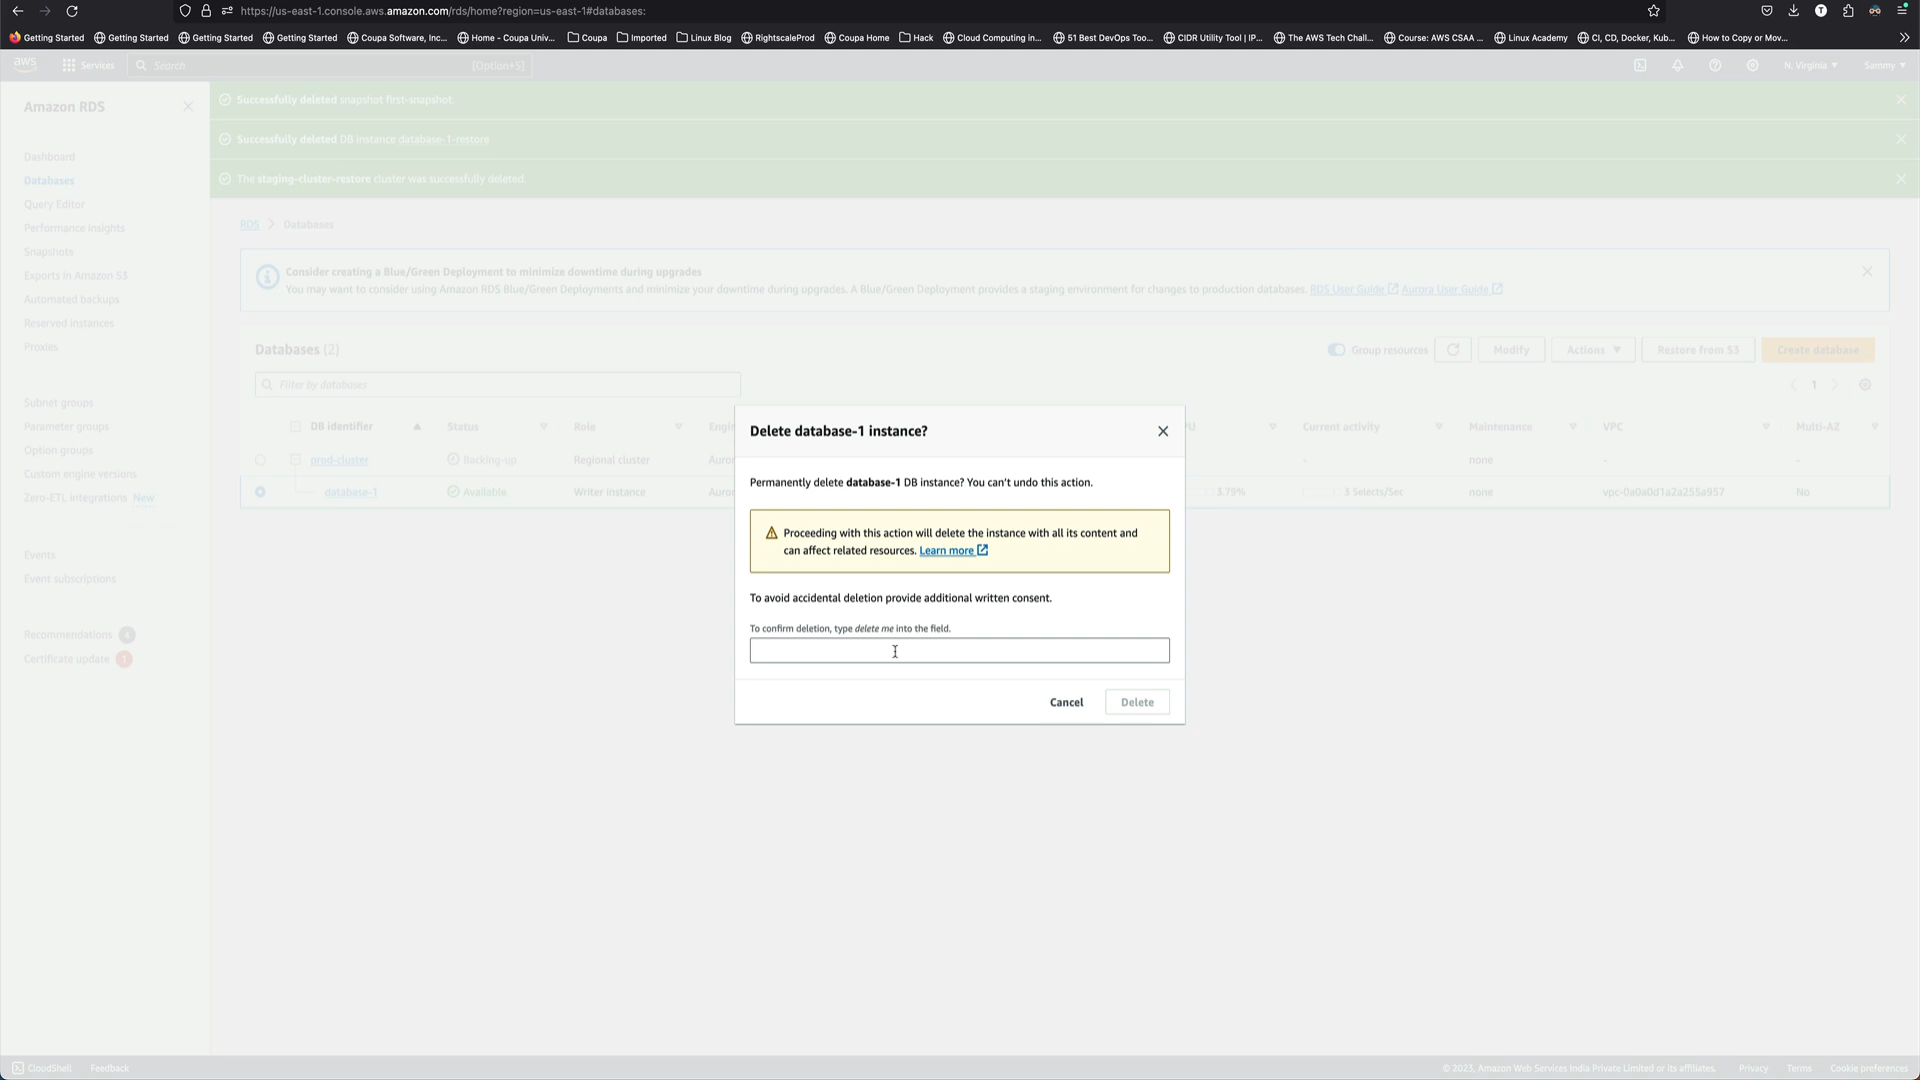 https://us-east-1.console.aws.amazon.com/rds/home?region=us-east-1#databases:
Getting Started Getting Started Getting Started Getting Started Coupa Software, Inc... Home - Coupa Univ... Coupa Imported Linux Blog RightscaleProd Coupa Home Hack Cloud Computing in... 51 Best DevOps Too... CIDR Utility Tool | IP... The AWS Tech Chall... Course: AWS CSAA ... Linux Academy CI, CD, Docker, Kub... How to Copy or Mov...
aws Services Search [Option+S] N. Virginia Sammy
Amazon RDS
Dashboard
Databases
Query Editor
Performance insights
Snapshots
Exports in Amazon S3
Automated backups
Reserved instances
Proxies
Subnet groups
Parameter groups
Option groups
Custom engine versions
Zero-ETL integrations New
Events
Event subscriptions
Recommendations 4
Certificate update 1
Successfully deleted snapshot first-snapshot.
Successfully deleted DB instance database-1-restore
The staging-cluster-restore cluster was successfully deleted.
RDS > Databases
Consider creating a Blue/Green Deployment to minimize downtime during upgrades
You may want to consider using Amazon RDS Blue/Green Deployments and minimize your downtime during upgrades. A Blue/Green Deployment provides a staging environment for changes to production databases. RDS User Guide Aurora User Guide
Databases (2) Group resources Modify Actions Restore from S3 Create database
Filter by databases 1
DB identifier Status Role Engi PU Current activity Maintenance VPC Multi-AZ
prod-cluster Backing-up Regional cluster Auror - none - -
database-1 Available Writer instance Auror 3.79% 3 Selects/Sec none vpc-0a0a0d1a2a255a957 No
Delete database-1 instance?
Permanently delete database-1 DB instance? You can't undo this action.
Proceeding with this action will delete the instance with all its content and
can affect related resources. Learn more
To avoid accidental deletion provide additional written consent.
To confirm deletion, type delete me into the field.
Cancel Delete
CloudShell Feedback © 2023, Amazon Web Services India Private Limited or its affiliates. Privacy Terms Cookie preferences